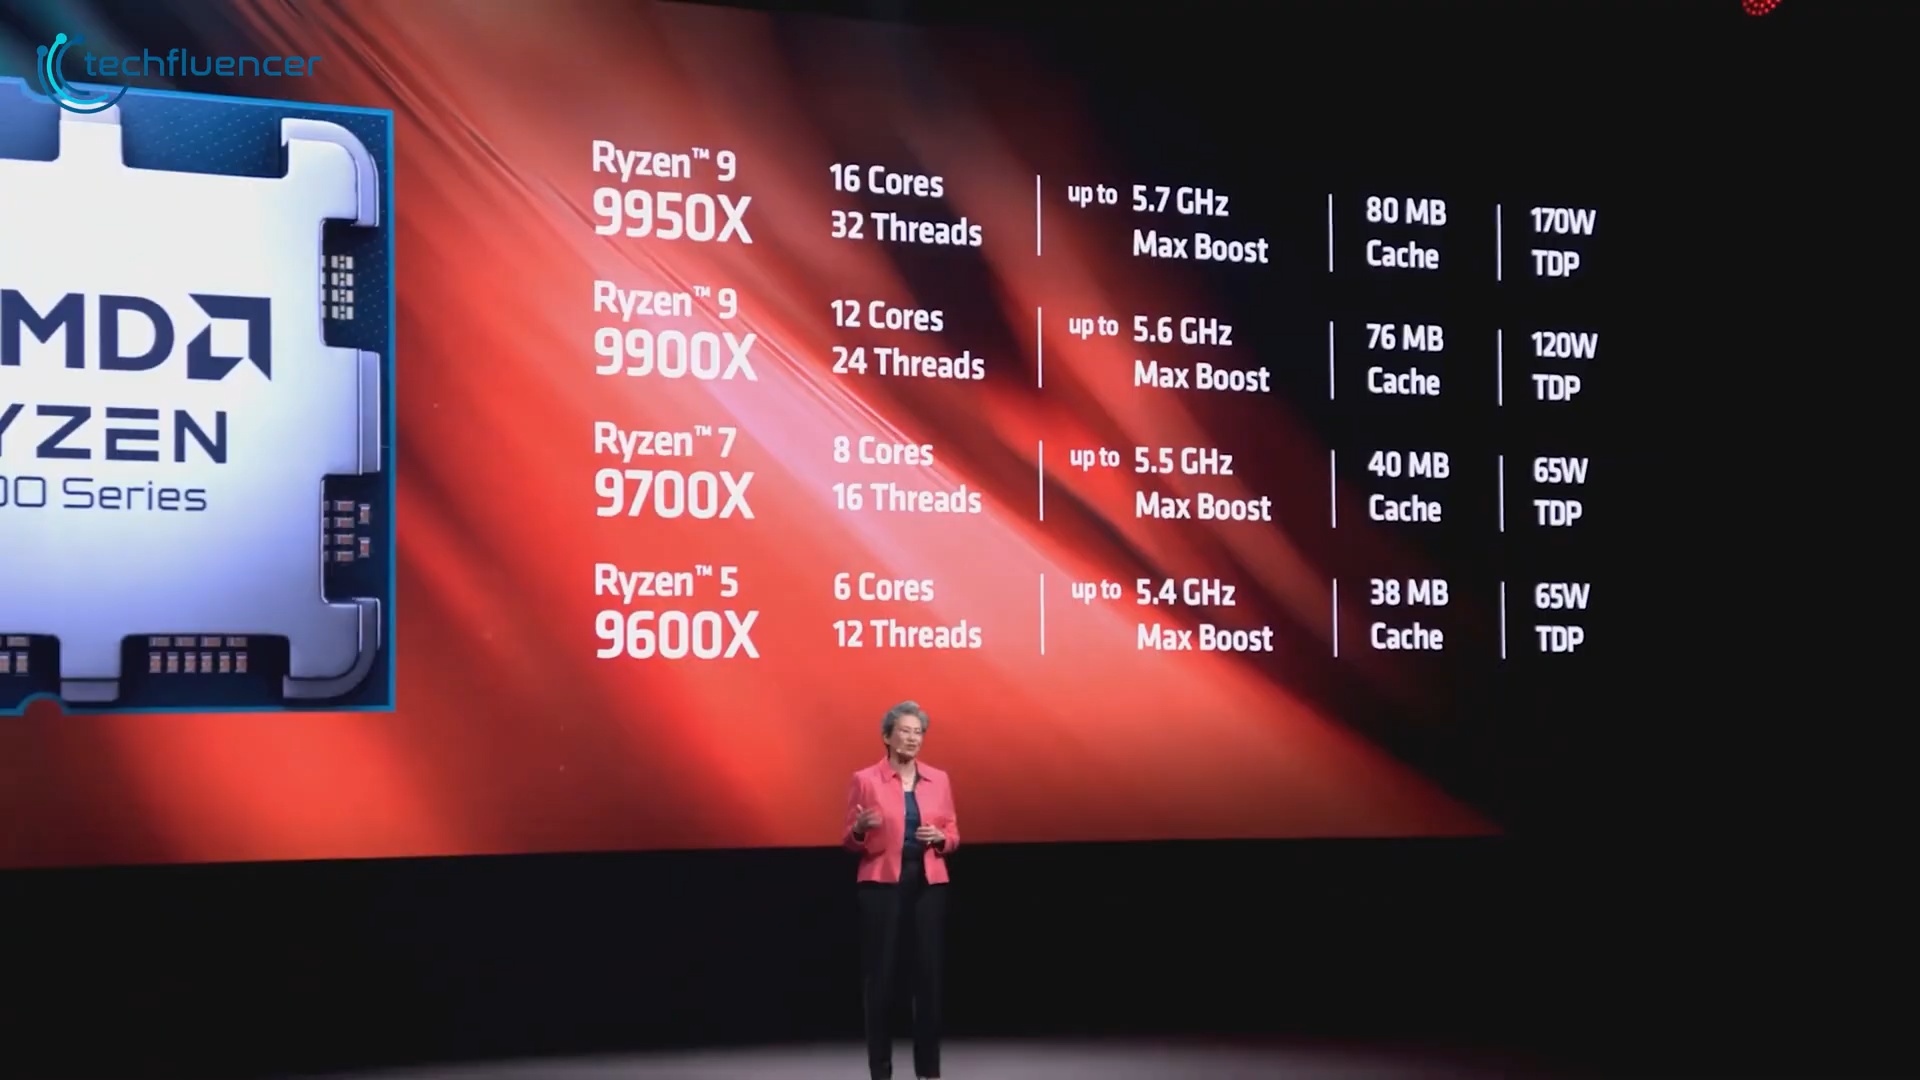 techfluencer
MD
YZEN
00 Series
Ryzen™ 9
9950X
16 Cores
32 Threads
up to 5.7 GHz
Max Boost
80 MB
Cache
170W
TDP
Ryzen™ 9
9900X
12 Cores
24 Threads
up to 5.6 GHz
Max Boost
76 MB
Cache
120W
TDP
Ryzen™ 7
9700X
8 Cores
16 Threads
up to 5.5 GHz
Max Boost
40 MB
Cache
65W
TDP
Ryzen™ 5
9600X
6 Cores
12 Threads
up to 5.4 GHz
Max Boost
38 MB
Cache
65W
TDP